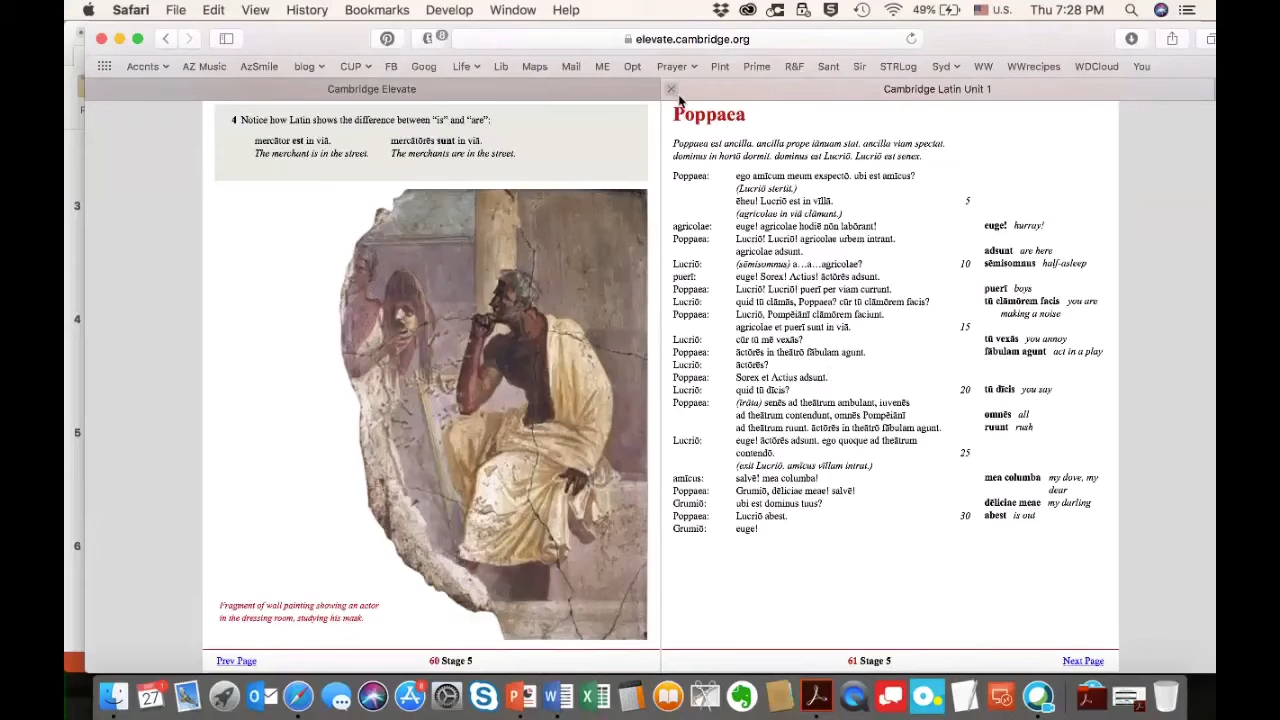 Safari File Edit View History Bookmarks Develop Window Help 49% U.S. Thu 7:28 PM
8 elevate.cambridge.org
Accnts AZ Music AzSmile blog CUP FB Goog Life Lib Maps Mail ME Opt Prayer Pint Prime R&F Sant Sir STRLog Syd WW WWrecipes WDCloud You
Cambridge Elevate
Cambridge Latin Unit 1
4 Notice how Latin shows the difference between "is" and "are":
mercātor est in viā. mercātōrēs sunt in viā.
The merchant is in the street. The merchants are in the street.
3
4
5
6
Fragment of wall painting showing an actor
in the dressing room, studying his mask.
Prev Page 60 Stage 5
Poppaea
Poppaea est ancilla. ancilla prope iānuam stat. ancilla viam spectat.
dominus in hortō dormit. dominus est Lucriō. Lucriō est senex.
Poppaea: ego amīcum meum exspectō. ubi est amīcus?
(Lucriō stertit.)
ēheu! Lucriō est in vīllā. 5
(agricolae in viā clāmant.)
agricolae: euge! agricolae hodiē nōn labōrant! euge! hurray!
Poppaea: Lucriō! Lucriō! agricolae urbem intrant.
agricolae adsunt. adsunt are here
Lucriō: (sēmisomnus) a...a...agricolae? 10 sēmisomnus half-asleep
puerī: euge! Sorex! Actius! āctōrēs adsunt.
Poppaea: Lucriō! Lucriō! puerī per viam currunt. puerī boys
Lucriō: quid tū clāmās, Poppaea? cūr tū clāmōrem facis? tū clāmōrem facis you are
Poppaea: Lucriō, Pompēiānī clāmōrem faciunt. making a noise
agricolae et puerī sunt in viā. 15
Lucriō: cūr tū mē vexās? tū vexās you annoy
Poppaea: āctōrēs in theātrō fābulam agunt. fābulam agunt act in a play
Lucriō: āctōrēs?
Poppaea: Sorex et Actius adsunt.
Lucriō: quid tū dīcis? 20 tū dīcis you say
Poppaea: (īrāta) senēs ad theātrum ambulant, iuvenēs
ad theātrum contendunt, omnēs Pompēiānī omnēs all
ad theātrum ruunt. āctōrēs in theātrō fābulam agunt. ruunt rush
Lucriō: euge! āctōrēs adsunt. ego quoque ad theātrum
contendō. 25
(exit Lucriō. amīcus vīllam intrat.)
amīcus: salvē! mea columba! mea columba my dove, my
Poppaea: Grumiō, dēliciae meae! salvē! dear
Grumiō: ubi est dominus tuus? dēliciae meae my darling
Poppaea: Lucriō abest. 30 abest is out
Grumiō: euge!
61 Stage 5 Next Page